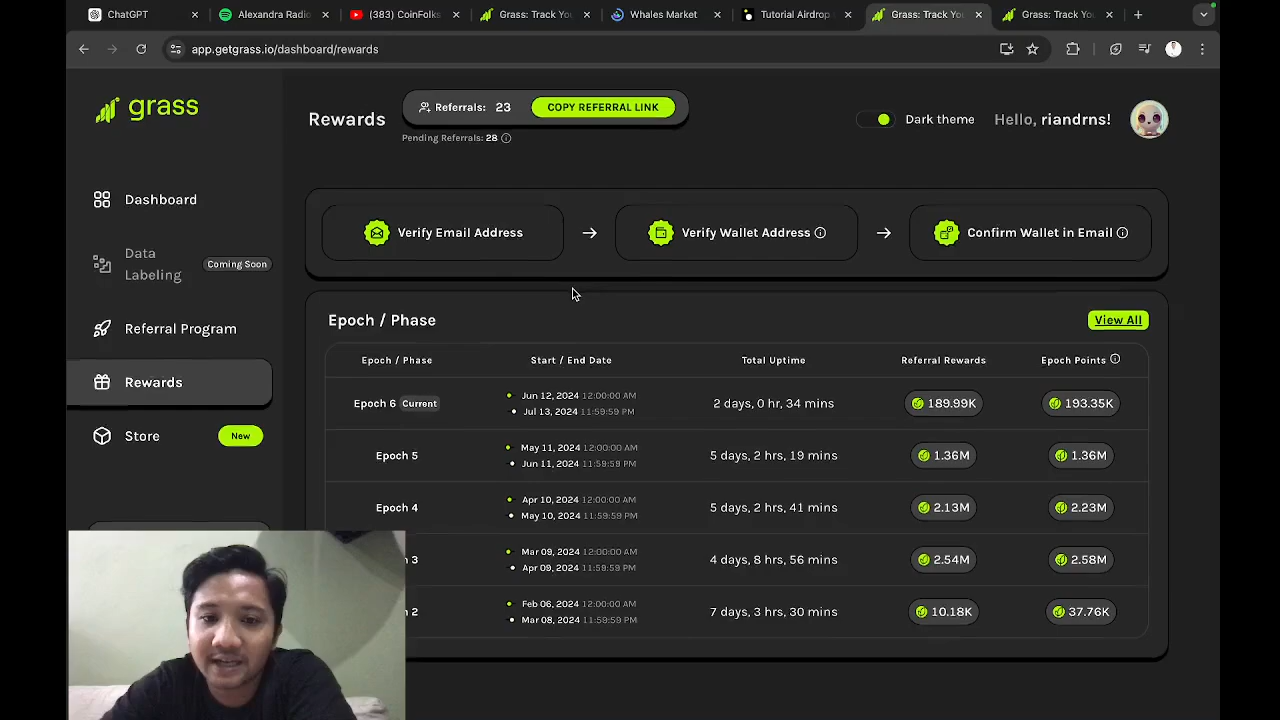 ChatGPT
Alexandra Radio
(383) CoinFolks
Grass: Track You
Whales Market
Tutorial Airdrop
Grass: Track You
Grass: Track You
app.getgrass.io/dashboard/rewards
grass
Rewards
Referrals: 23
COPY REFERRAL LINK
Pending Referrals: 28
Dark theme
Hello, riandrns!
Dashboard
Data
Labeling
Coming Soon
Referral Program
Rewards
Store
New
Verify Email Address
Verify Wallet Address
Confirm Wallet in Email
Epoch / Phase
View All
Epoch / Phase Start / End Date Total Uptime Referral Rewards Epoch Points
Epoch 6 Current
Jun 12, 2024 12:00:00 AM
Jul 13, 2024 11:59:59 PM
2 days, 0 hr, 34 mins
189.99K
193.35K
Epoch 5
May 11, 2024 12:00:00 AM
Jun 11, 2024 11:59:59 PM
5 days, 2 hrs, 19 mins
1.36M
1.36M
Epoch 4
Apr 10, 2024 12:00:00 AM
May 10, 2024 11:59:59 PM
5 days, 2 hrs, 41 mins
2.13M
2.23M
3
Mar 09, 2024 12:00:00 AM
Apr 09, 2024 11:59:59 PM
4 days, 8 hrs, 56 mins
2.54M
2.58M
2
Feb 06, 2024 12:00:00 AM
Mar 08, 2024 11:59:59 PM
7 days, 3 hrs, 30 mins
10.18K
37.76K